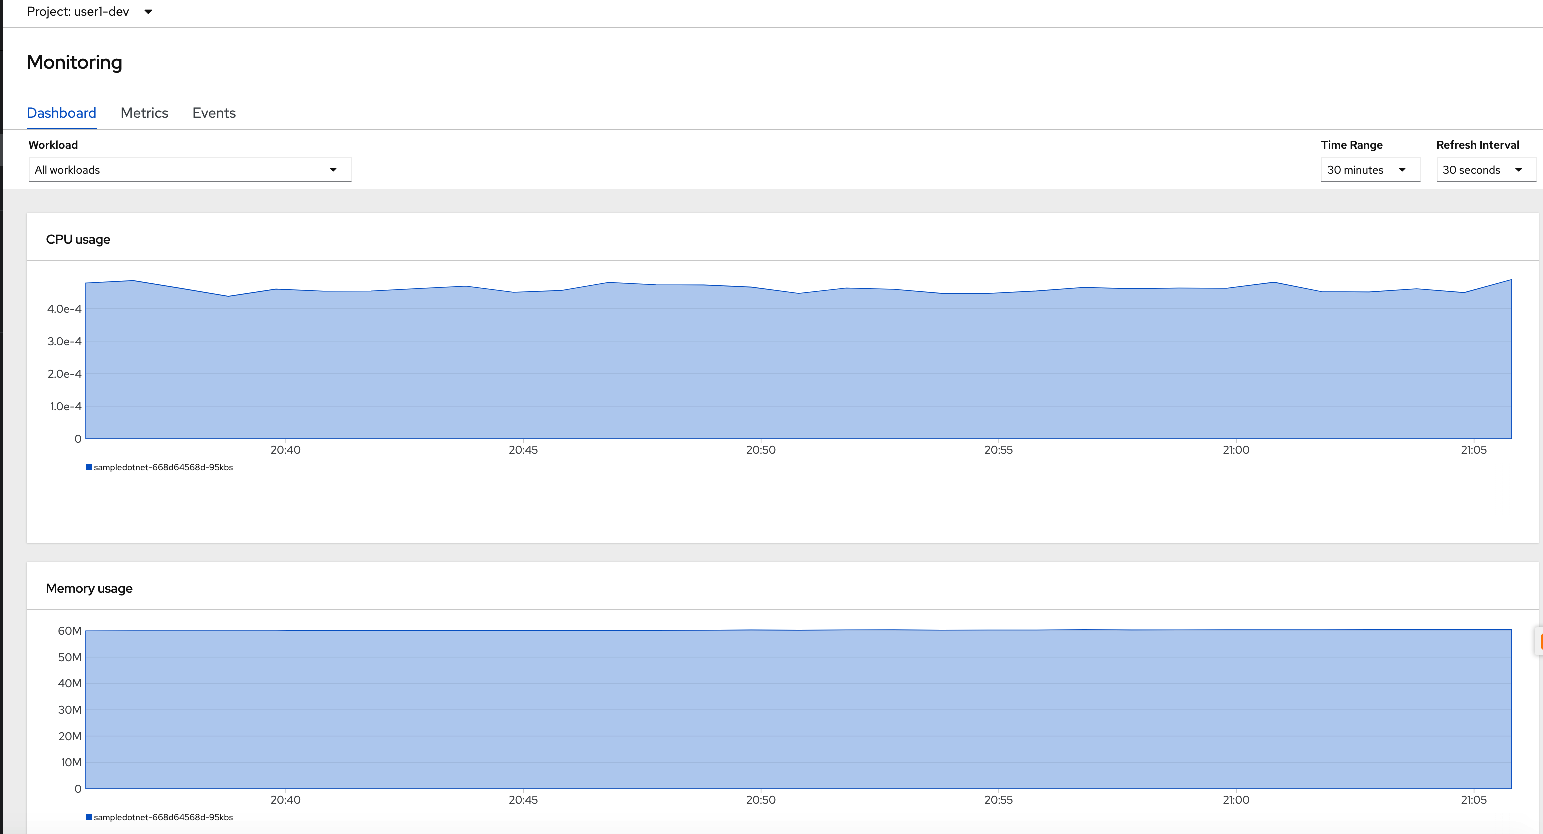 Project: user1-dev
Monitoring
Dashboard Metrics Events
Workload Time Range Refresh Interval
All workloads 30 minutes 30 seconds
CPU usage
4.0e-4
3.0e-4
2.0e-4
1.0e-4
0
20:40 20:45 20:50 20:55 21:00 21:05
sampledotnet-668d64568d-95kbs
Memory usage
60M
50M
40M
30M
20M
10M
0
20:40 20:45 20:50 20:55 21:00 21:05
sampledotnet-668d64568d-95kbs